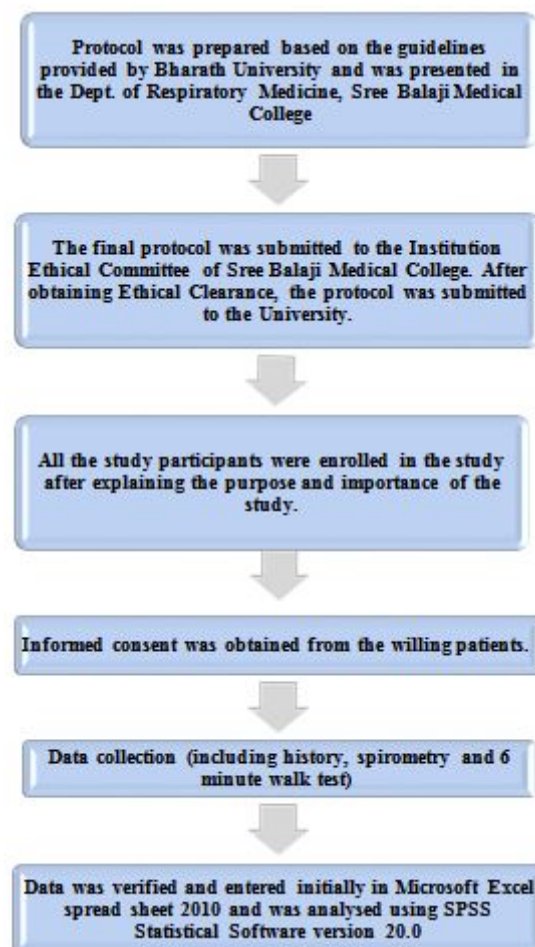 Protocol was prepared based on the guidelines
provided by Bharath University and was presented in
the Dept. of Respiratory Medicine, Sree Balaji Medical
College
The final protocol was submitted to the Institution
Ethical Committee of Sree Balaji Medical College. After
obtaining Ethical Clearance, the protocol was submitted
to the University.
All the study participants were enrolled in the study
after explaining the purpose and importance of the
study.
Informed consent was obtained from the willing patients.
Data collection (including history, spirometry and 6
minute walk test)
Data was verified and entered initially in Microsoft Excel
spread sheet 2010 and was analysed using SPSS
Statistical Software version 20.0